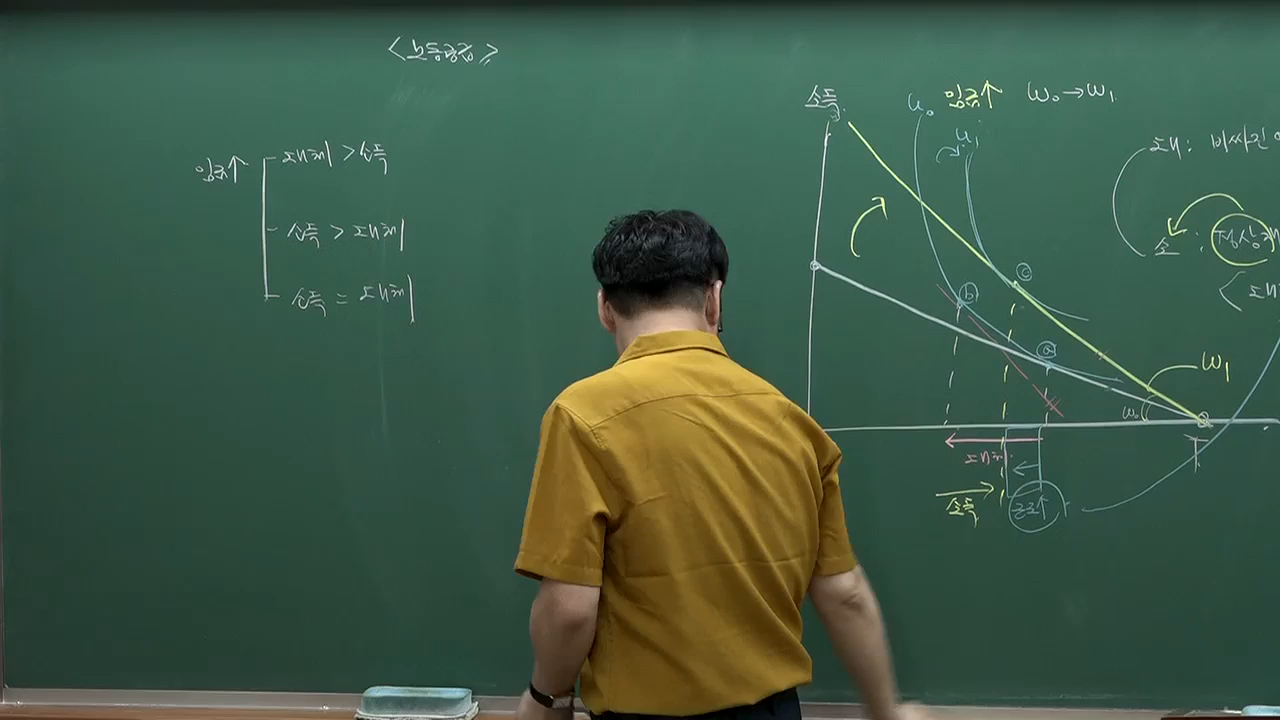 <노동공급>
임금↑
대체 > 소득
소득 > 대체
소득 = 대체
소득
임금↑ W₀→W₁
U₀
U₁
ⓒ
ⓑ
ⓐ
W₁
W₀
T
대체
소득
근로↑
대체: 비싸진
소: 정상재
대체